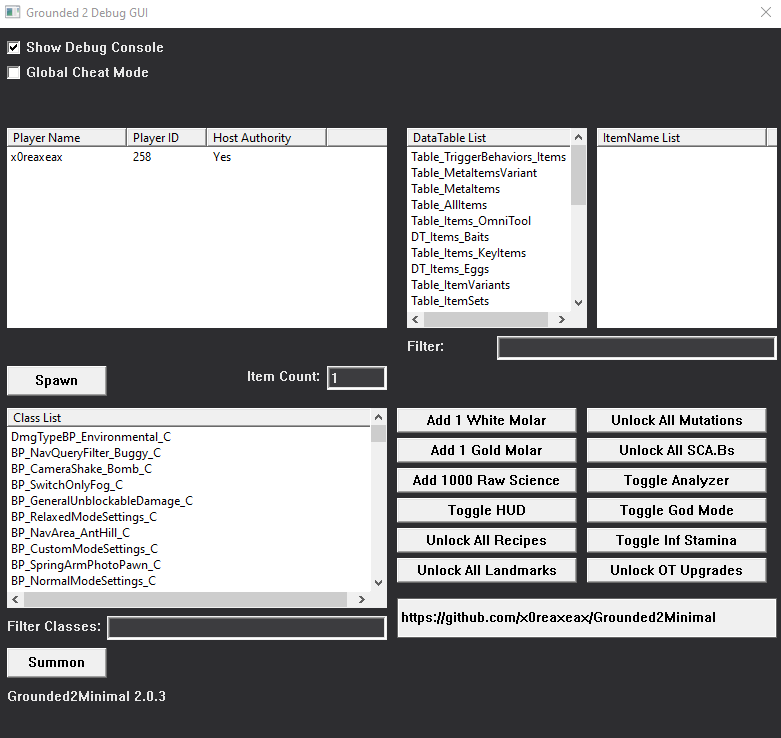 Grounded 2 Debug GUI
Show Debug Console
Global Cheat Mode
Player Name Player ID Host Authority
x0reaxeax 258 Yes
DataTable List
Table_TriggerBehaviors_Items
Table_MetaItemsVariant
Table_MetaItems
Table_AllItems
Table_Items_OmniTool
DT_Items_Baits
Table_Items_KeyItems
DT_Items_Eggs
Table_ItemVariants
Table_ItemSets
ItemName List
Filter:
Spawn
Item Count: 1
Class List
DmgTypeBP_Environmental_C
BP_NavQueryFilter_Buggy_C
BP_CameraShake_Bomb_C
BP_SwitchOnlyFog_C
BP_GeneralUnblockableDamage_C
BP_RelaxedModeSettings_C
BP_NavArea_AntHill_C
BP_CustomModeSettings_C
BP_SpringArmPhotoPawn_C
BP_NormalModeSettings_C
Filter Classes:
Summon
Grounded2Minimal 2.0.3
Add 1 White Molar Unlock All Mutations
Add 1 Gold Molar Unlock All SCA.Bs
Add 1000 Raw Science Toggle Analyzer
Toggle HUD Toggle God Mode
Unlock All Recipes Toggle Inf Stamina
Unlock All Landmarks Unlock OT Upgrades
https://github.com/x0reaxeax/Grounded2Minimal